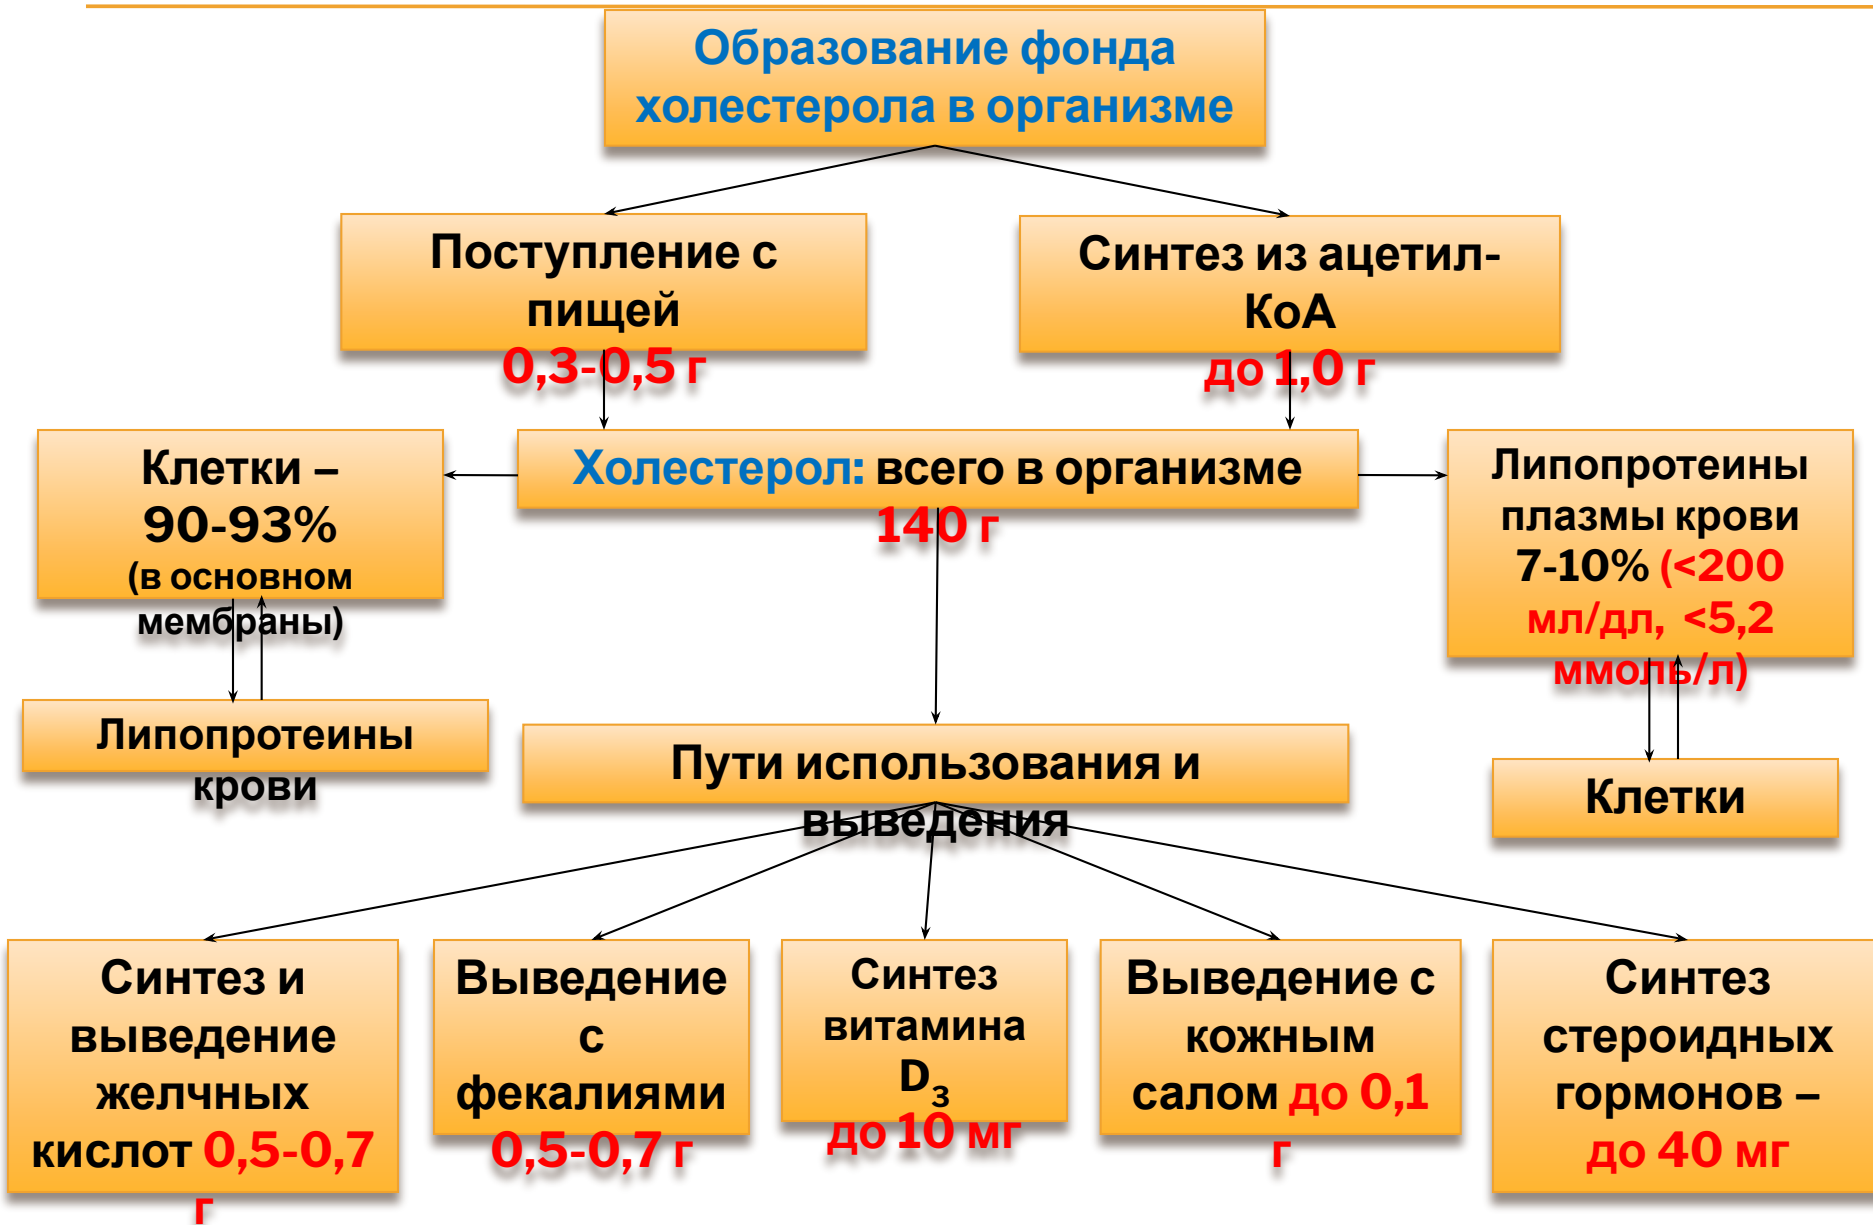 Образование фонда
холестерола в организме
Поступление с
пищей
0,3-0,5 г
Синтез из ацетил-
КоА
до 1,0 г
Клетки –
90-93%
(в основном
мембраны)
Холестерол: всего в организме
140 г
Липопротеины
плазмы крови
7-10% (<200
мл/дл, <5,2
ммоль/л)
Липопротеины
крови
Пути использования и
выведения
Клетки
Синтез и
выведение
желчных
кислот 0,5-0,7
г
Выведение
с
фекалиями
0,5-0,7 г
Синтез
витамина
D₃
до 10 мг
Выведение с
кожным
салом до 0,1
г
Синтез
стероидных
гормонов –
до 40 мг